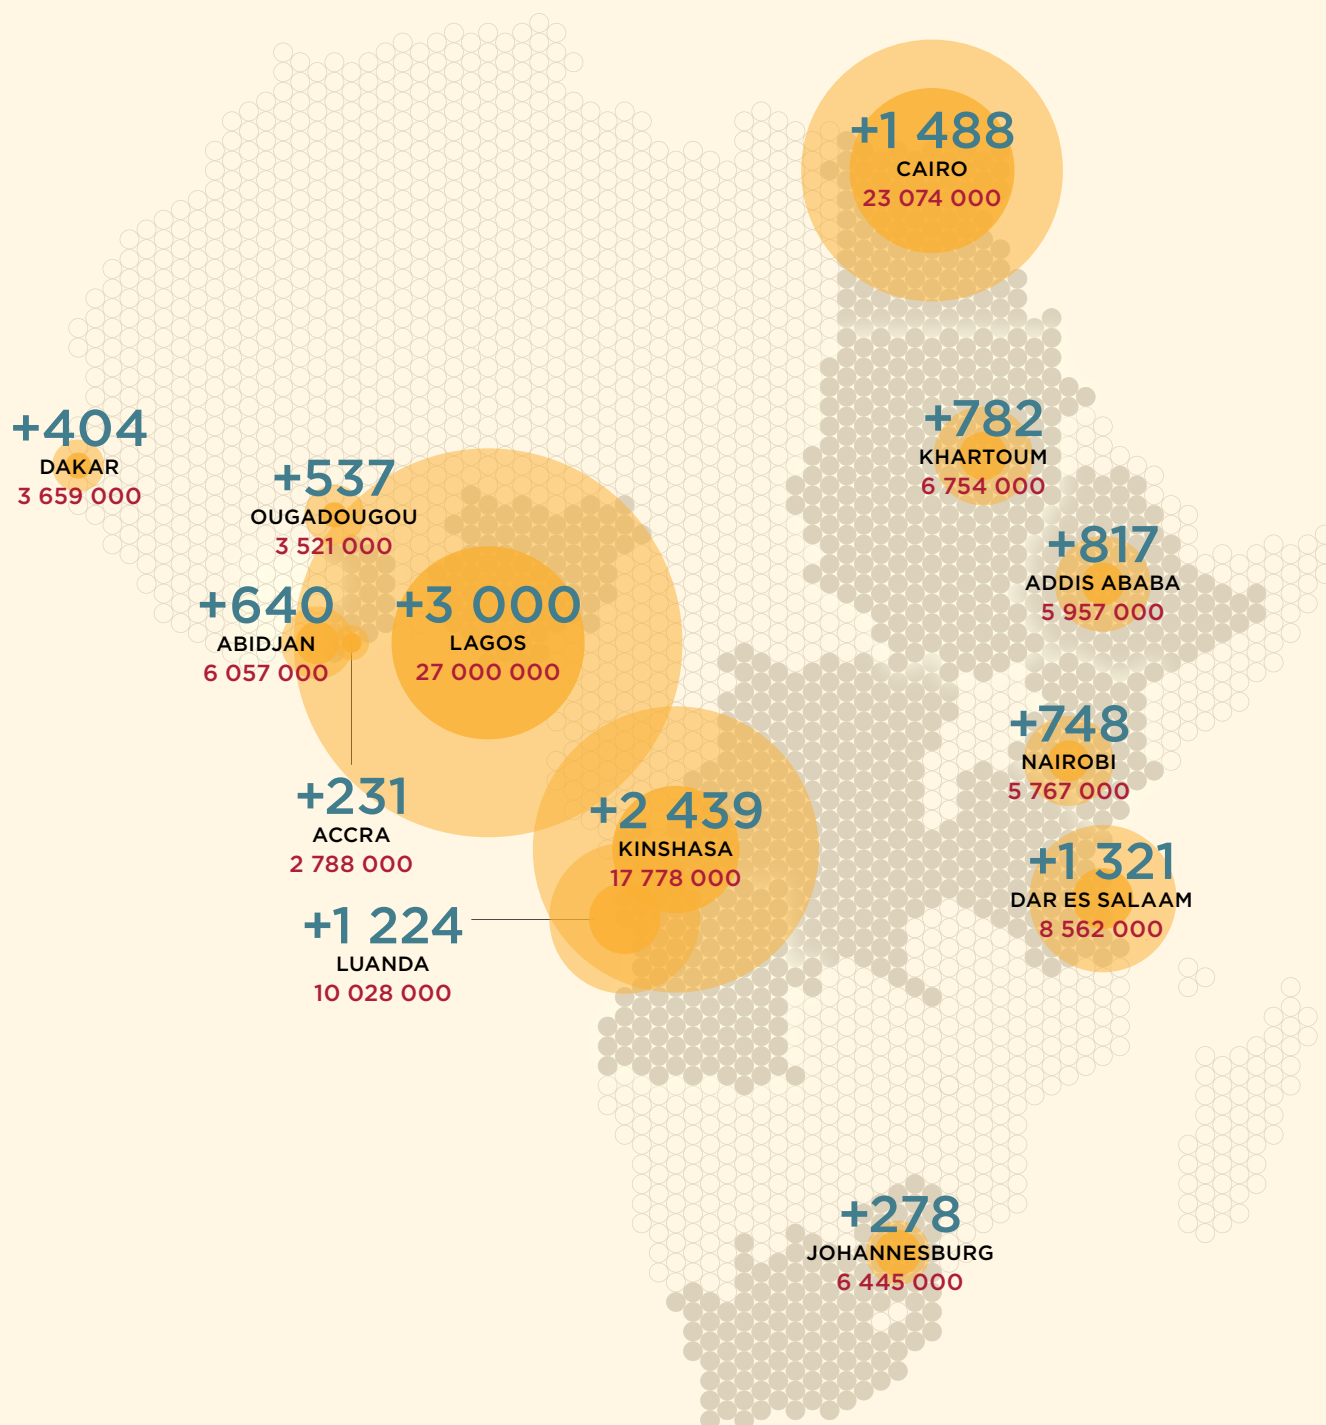 +1 488
CAIRO
23 074 000
+404
DAKAR
3 659 000
+782
KHARTOUM
6 754 000
+537
OUGADOUGOU
3 521 000
+817
ADDIS ABABA
5 957 000
+640
ABIDJAN
6 057 000
+3 000
LAGOS
27 000 000
+748
NAIROBI
5 767 000
+231
ACCRA
2 788 000
+2 439
KINSHASA
17 778 000
+1 321
DAR ES SALAAM
8 562 000
+1 224
LUANDA
10 028 000
+278
JOHANNESBURG
6 445 000